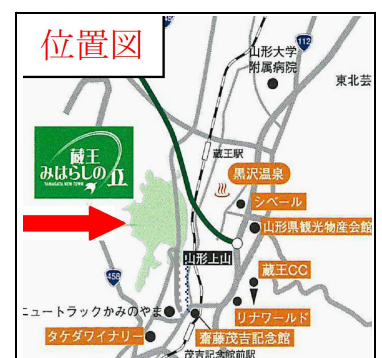 位置図
112
山形大学
附属病院
東北芸
蔵王
みはらしの丘
YAMAGATA NEW TOWN
蔵王駅
黒沢温泉
シベール
山形県観光物産会館
山形上山
蔵王CC
458
ニュートラックかみのやま
リナワールド
タケダワイナリー
齋藤茂吉記念館
茂吉記念館前駅